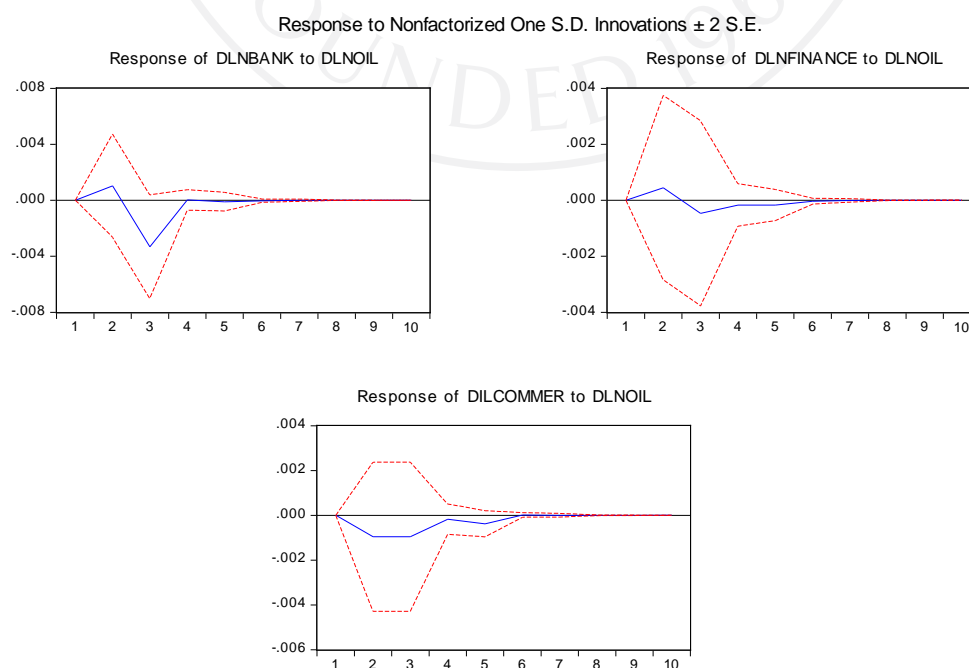 UNDED 19
Response to Nonfactorized One S.D. Innovations ± 2 S.E.
Response of DLNBANK to DLNOIL
.008
.004
.000
-.004
-.008
1 2 3 4 5 6 7 8 9 10
Response of DLNFINANCE to DLNOIL
.004
.002
.000
-.002
-.004
1 2 3 4 5 6 7 8 9 10
Response of DILCOMMER to DLNOIL
.004
.002
.000
-.002
-.004
-.006
1 2 3 4 5 6 7 8 9 10